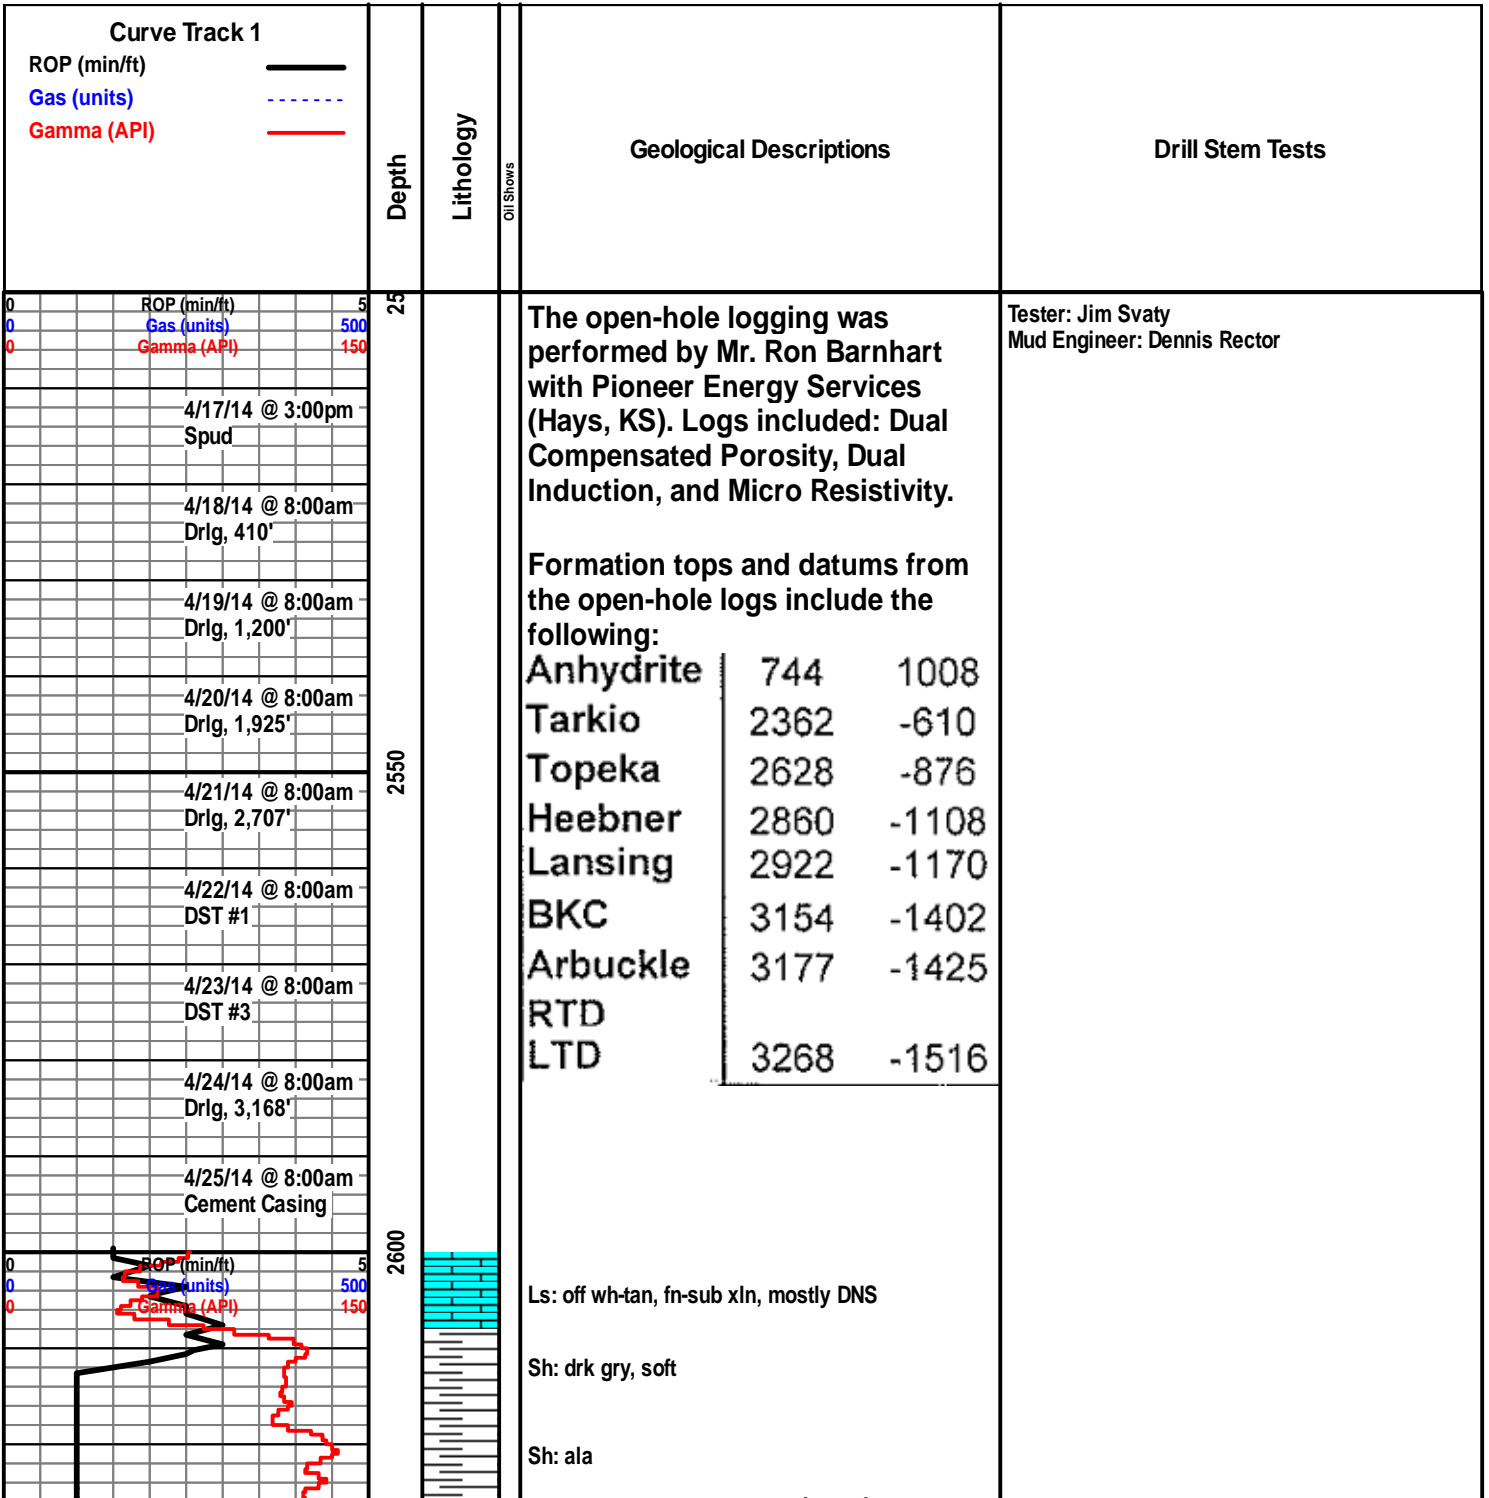 Curve Track 1
ROP (min/ft)
Gas (units)
Gamma (API)
Depth
Lithology
Oil Shows
Geological Descriptions
Drill Stem Tests
0 ROP (min/ft) 5
0 Gas (units) 500
0 Gamma (API) 150
25
4/17/14 @ 3:00pm
Spud
4/18/14 @ 8:00am
Drlg, 410'
4/19/14 @ 8:00am
Drlg, 1,200'
4/20/14 @ 8:00am
Drlg, 1,925'
2550
4/21/14 @ 8:00am
Drlg, 2,707'
4/22/14 @ 8:00am
DST #1
4/23/14 @ 8:00am
DST #3
4/24/14 @ 8:00am
Drlg, 3,168'
4/25/14 @ 8:00am
Cement Casing
The open-hole logging was
performed by Mr. Ron Barnhart
with Pioneer Energy Services
(Hays, KS). Logs included: Dual
Compensated Porosity, Dual
Induction, and Micro Resistivity.
Formation tops and datums from
the open-hole logs include the
following:
Anhydrite 744 1008
Tarkio 2362 -610
Topeka 2628 -876
Heebner 2860 -1108
Lansing 2922 -1170
BKC 3154 -1402
Arbuckle 3177 -1425
RTD
LTD 3268 -1516
Tester: Jim Svaty
Mud Engineer: Dennis Rector
2600
0 ROP (min/ft) 5
0 Gas (units) 500
0 Gamma (API) 150
Ls: off wh-tan, fn-sub xln, mostly DNS
Sh: drk gry, soft
Sh: ala